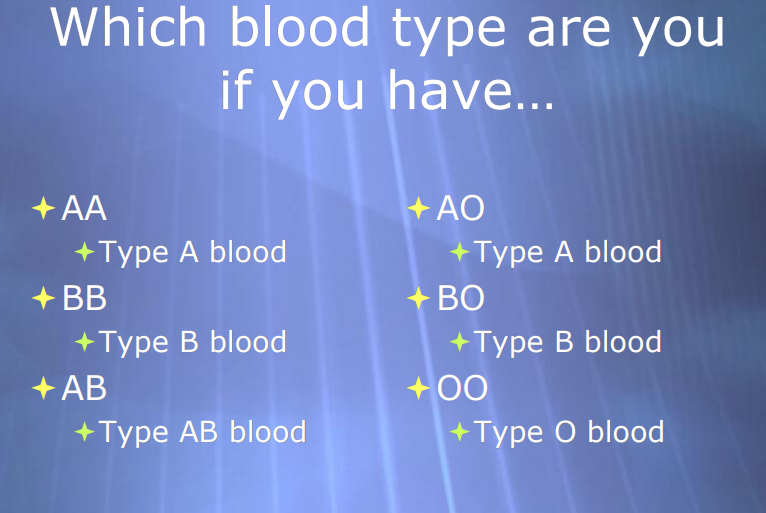 Which blood type are you
if you have…
AA
Type A blood
BB
Type B blood
AB
Type AB blood
AO
Type A blood
BO
Type B blood
OO
Type O blood